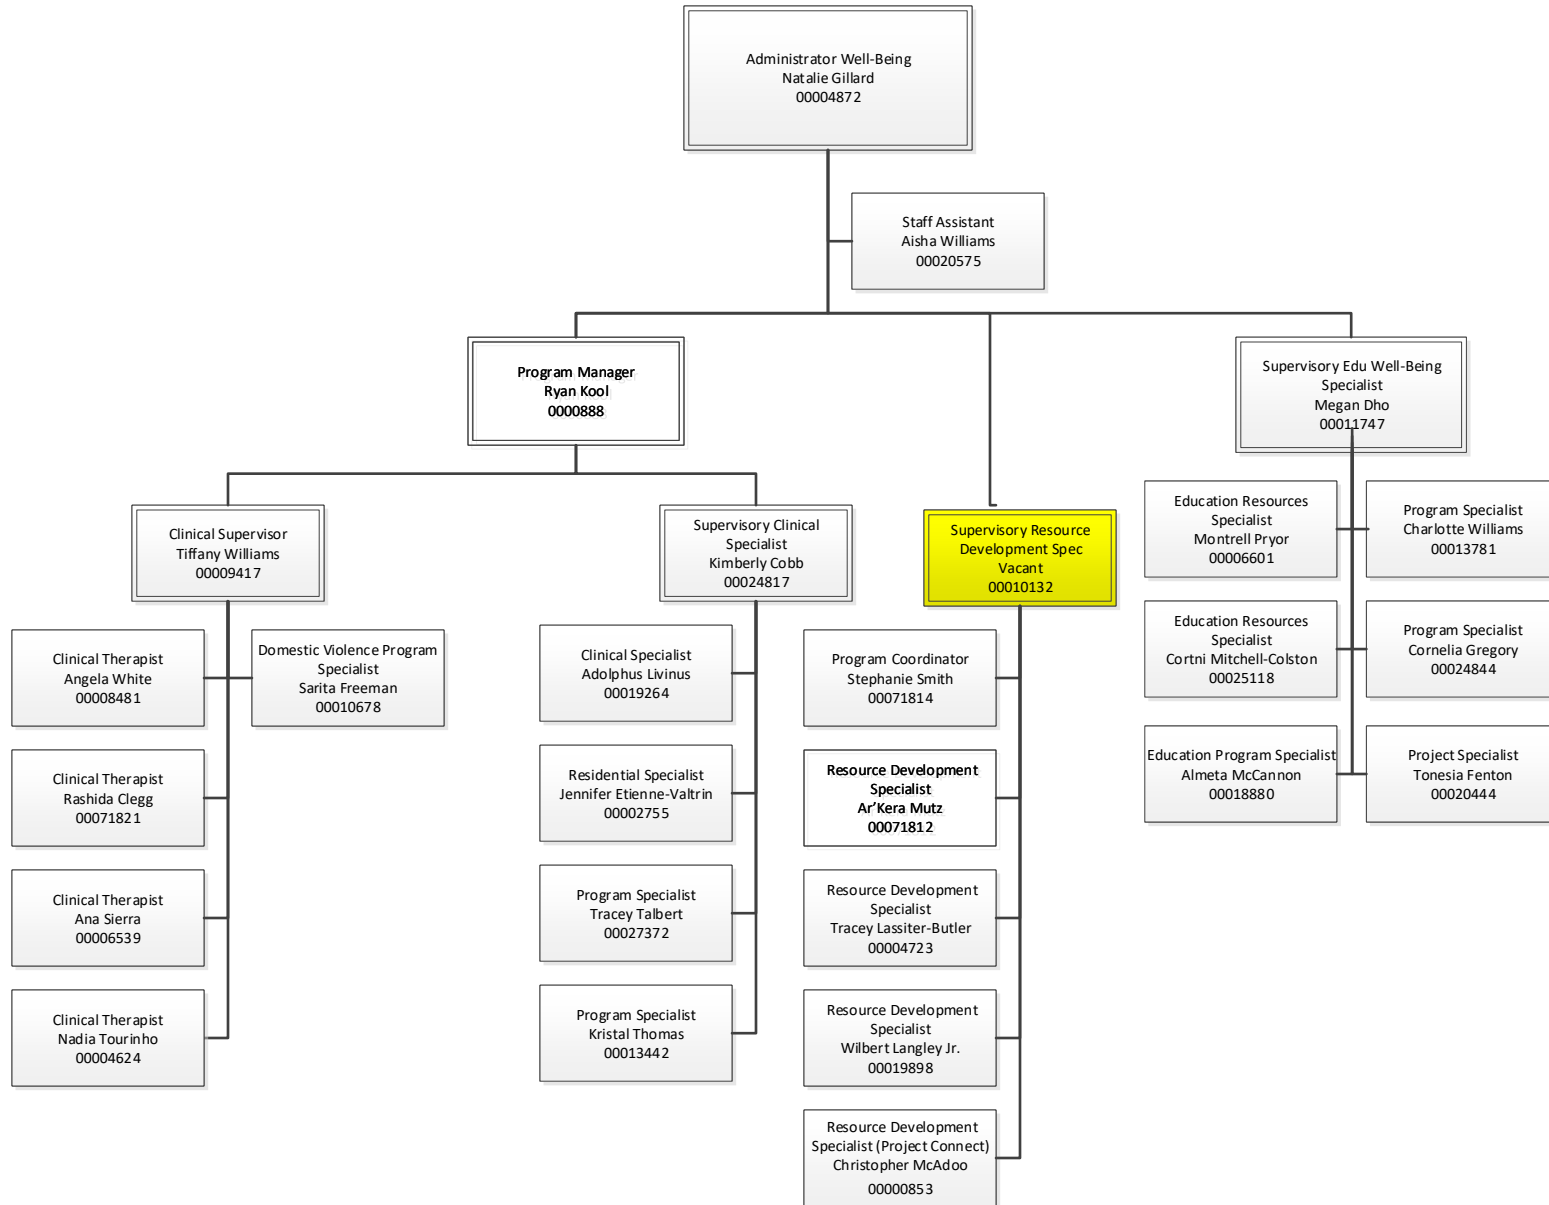 Administrator Well-Being
Natalie Gillard
00004872
Staff Assistant
Aisha Williams
00020575
Program Manager
Ryan Kool
0000888
Supervisory Edu Well-Being
Specialist
Megan Dho
00011747
Clinical Supervisor
Tiffany Williams
00009417
Supervisory Clinical
Specialist
Kimberly Cobb
00024817
Supervisory Resource
Development Spec
Vacant
00010132
Clinical Therapist
Angela White
00008481
Domestic Violence Program
Specialist
Sarita Freeman
00010678
Clinical Therapist
Rashida Clegg
00071821
Clinical Therapist
Ana Sierra
00006539
Clinical Therapist
Nadia Tourinho
00004624
Clinical Specialist
Adolphus Livinus
00019264
Residential Specialist
Jennifer Etienne-Valtrin
00002755
Program Specialist
Tracey Talbert
00027372
Program Specialist
Kristal Thomas
00013442
Program Coordinator
Stephanie Smith
00071814
Resource Development
Specialist
Ar’Kera Mutz
00071812
Resource Development
Specialist
Tracey Lassiter-Butler
00004723
Resource Development
Specialist
Wilbert Langley Jr.
00019898
Resource Development
Specialist (Project Connect)
Christopher McAdoo
00000853
Education Resources
Specialist
Montrell Pryor
00006601
Program Specialist
Charlotte Williams
00013781
Education Resources
Specialist
Cortni Mitchell-Colston
00025118
Program Specialist
Cornelia Gregory
00024844
Education Program Specialist
Almeta McCannon
00018880
Project Specialist
Tonesia Fenton
00020444